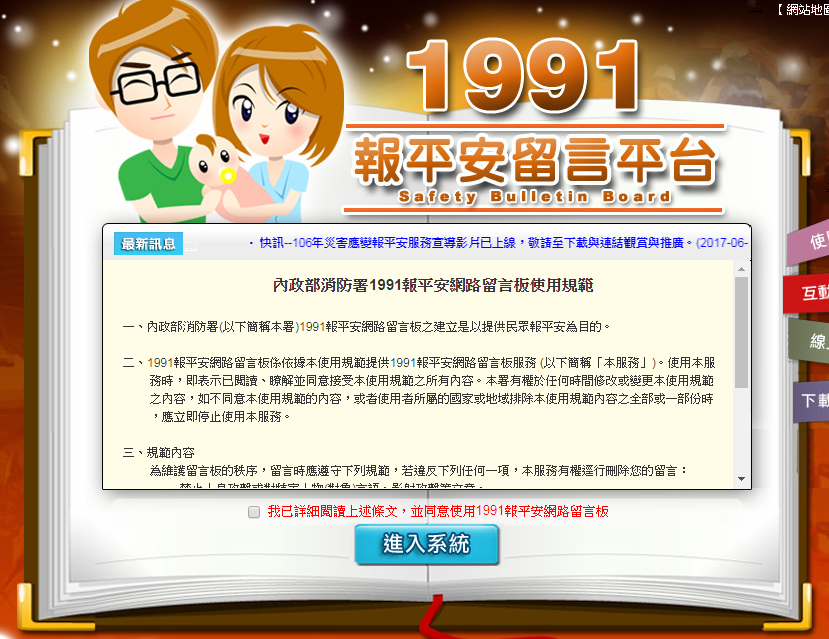 【 網站地圖
1991
報平安留言平台
Safety Bulletin Board
最新訊息
・快訊--106年災害應變報平安服務宣導影片已上線，敬請至下載與連結觀賞與推廣。(2017-06-
內政部消防署1991報平安網路留言板使用規範
一、內政部消防署(以下簡稱本署)1991報平安網路留言板之建立是以提供民眾報平安為目的。
二、1991報平安網路留言板係依據本使用規範提供1991報平安網路留言板服務 (以下簡稱「本服務」)。使用本服
務時，即表示已閱讀、瞭解並同意接受本使用規範之所有內容。本署有權於任何時間修改或變更本使用規範
之內容，如不同意本使用規範的內容，或者使用者所屬的國家或地域排除本使用規範內容之全部或一部份時
，應立即停止使用本服務。
三、規範內容
為維護留言板的秩序，留言時應遵守下列規範，若違反下列任何一項，本服務有權逕行刪除您的留言：
我已詳細閱讀上述條文，並同意使用1991報平安網路留言板
進入系統
使
互動
線上
下載